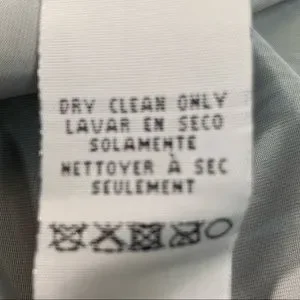 DRY CLEAN ONLY
LAVAR EN SECO
SOLAMENTE
NETTOYER À SEC
SEULEMENT